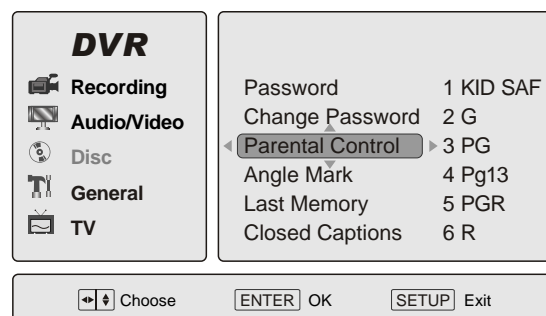 DVR
Recording
Audio/Video
Disc
General
TV
Password 1 KID SAF
Change Password 2 G
Parental Control 3 PG
Angle Mark 4 Pg13
Last Memory 5 PGR
Closed Captions 6 R
Choose ENTER OK SETUP Exit